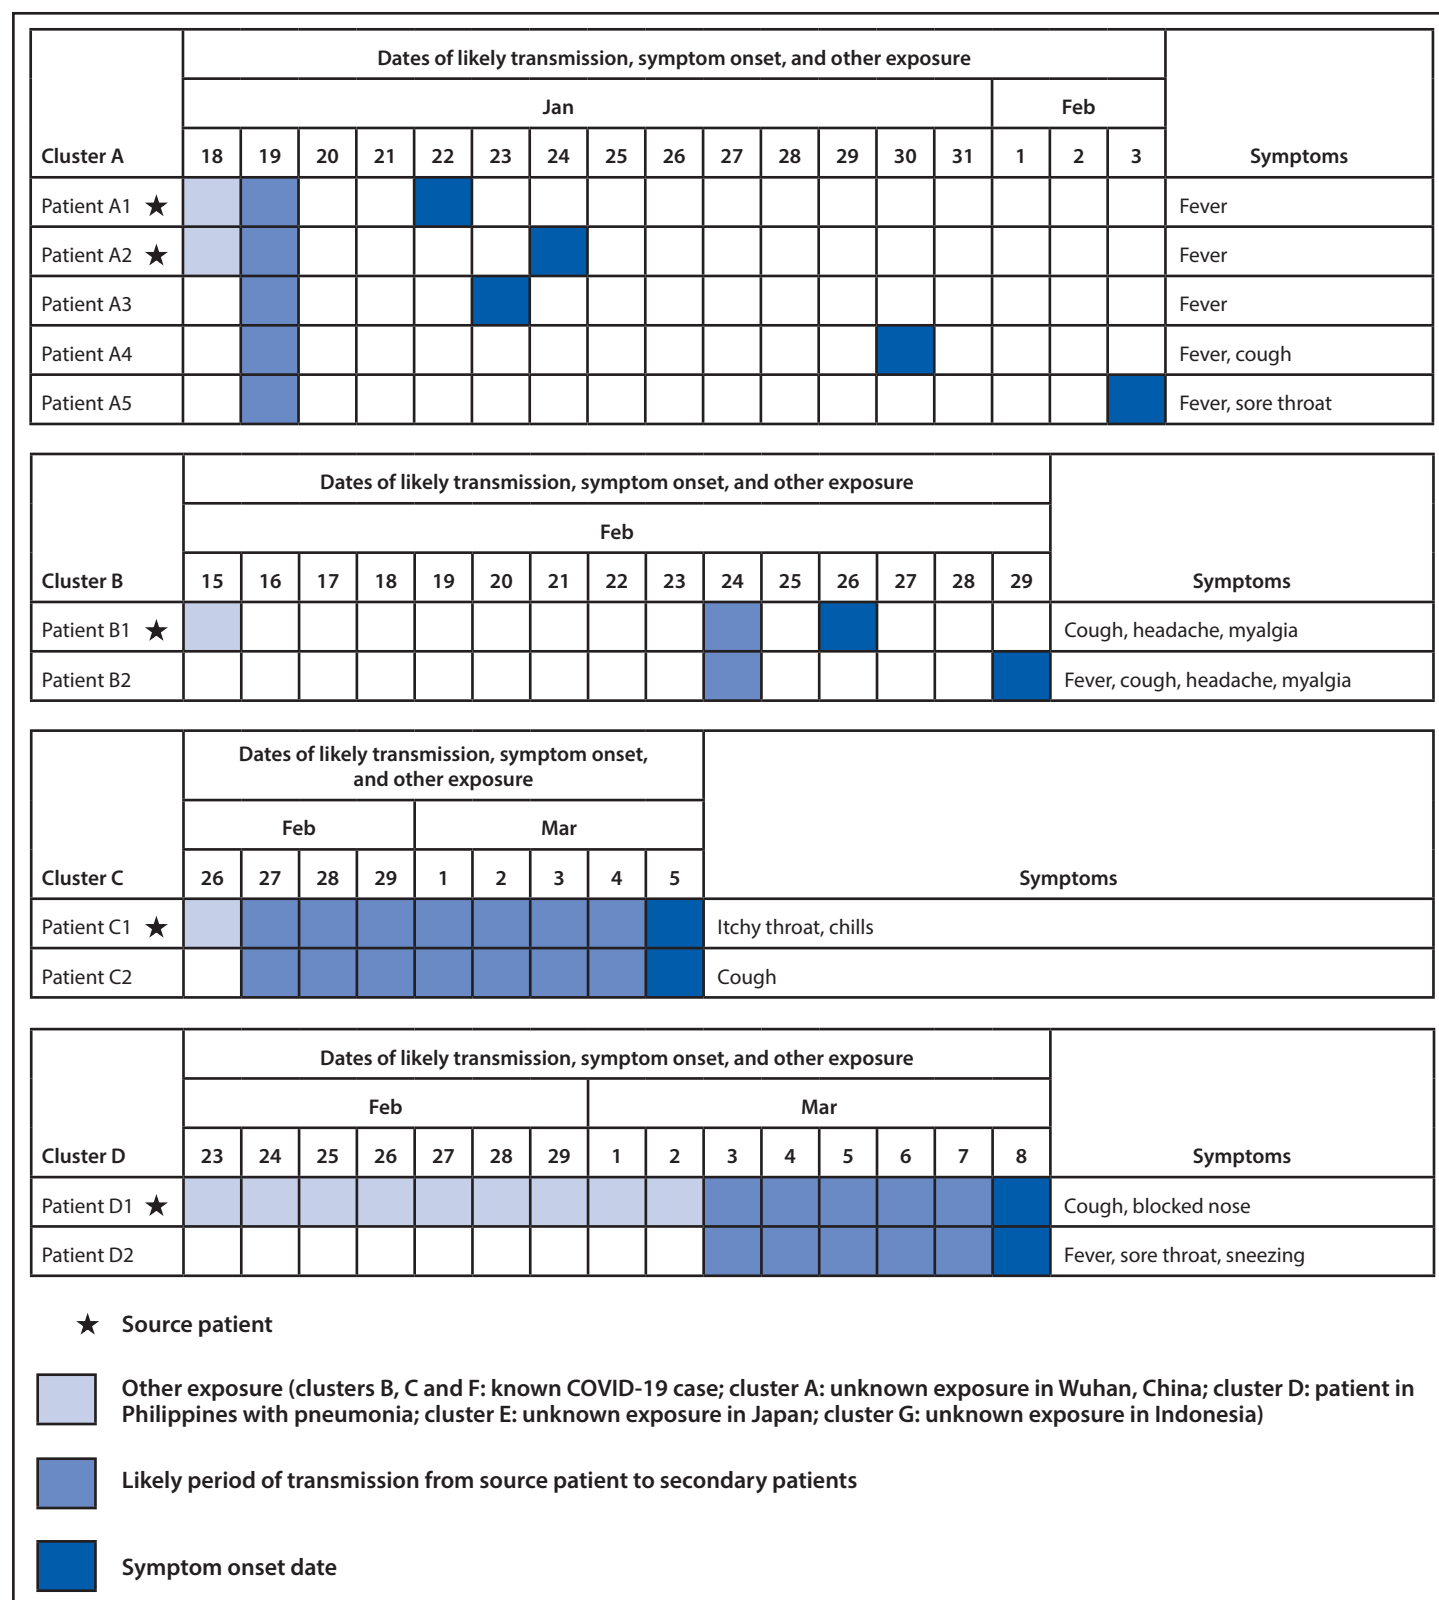 Dates of likely transmission, symptom onset, and other exposure
Jan Feb
Cluster A 18 19 20 21 22 23 24 25 26 27 28 29 30 31 1 2 3 Symptoms
Patient A1 ★ Fever
Patient A2 ★ Fever
Patient A3 Fever
Patient A4 Fever, cough
Patient A5 Fever, sore throat
Dates of likely transmission, symptom onset, and other exposure
Feb
Cluster B 15 16 17 18 19 20 21 22 23 24 25 26 27 28 29 Symptoms
Patient B1 ★ Cough, headache, myalgia
Patient B2 Fever, cough, headache, myalgia
Dates of likely transmission, symptom onset,
and other exposure
Feb Mar
Cluster C 26 27 28 29 1 2 3 4 5 Symptoms
Patient C1 ★ Itchy throat, chills
Patient C2 Cough
Dates of likely transmission, symptom onset, and other exposure
Feb Mar
Cluster D 23 24 25 26 27 28 29 1 2 3 4 5 6 7 8 Symptoms
Patient D1 ★ Cough, blocked nose
Patient D2 Fever, sore throat, sneezing
★ Source patient
Other exposure (clusters B, C and F: known COVID-19 case; cluster A: unknown exposure in Wuhan, China; cluster D: patient in
Philippines with pneumonia; cluster E: unknown exposure in Japan; cluster G: unknown exposure in Indonesia)
Likely period of transmission from source patient to secondary patients
Symptom onset date